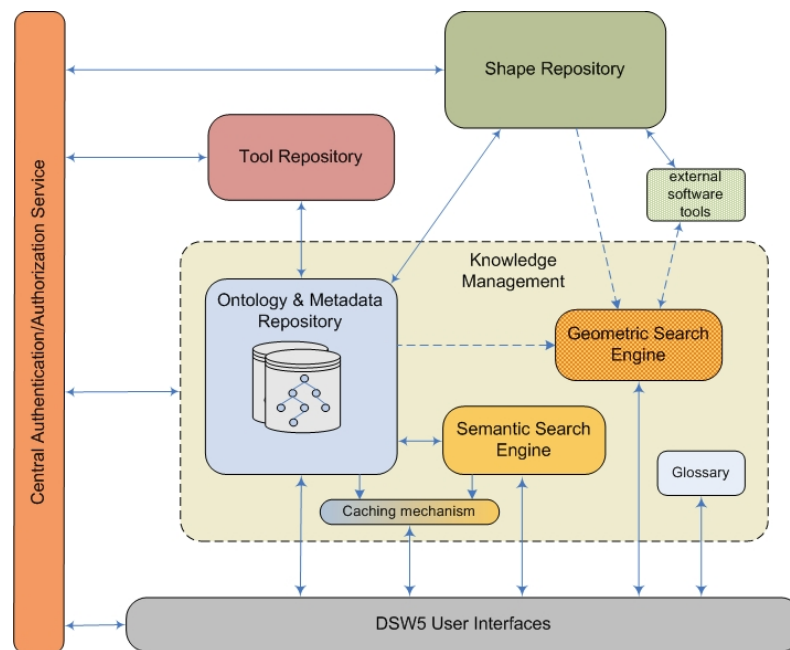 Shape Repository
Tool Repository
external
software
tools
Central Authentication/Authorization Service
Knowledge
Management
Ontology & Metadata
Repository
Geometric Search
Engine
Semantic Search
Engine
Glossary
Caching mechanism
DSW5 User Interfaces